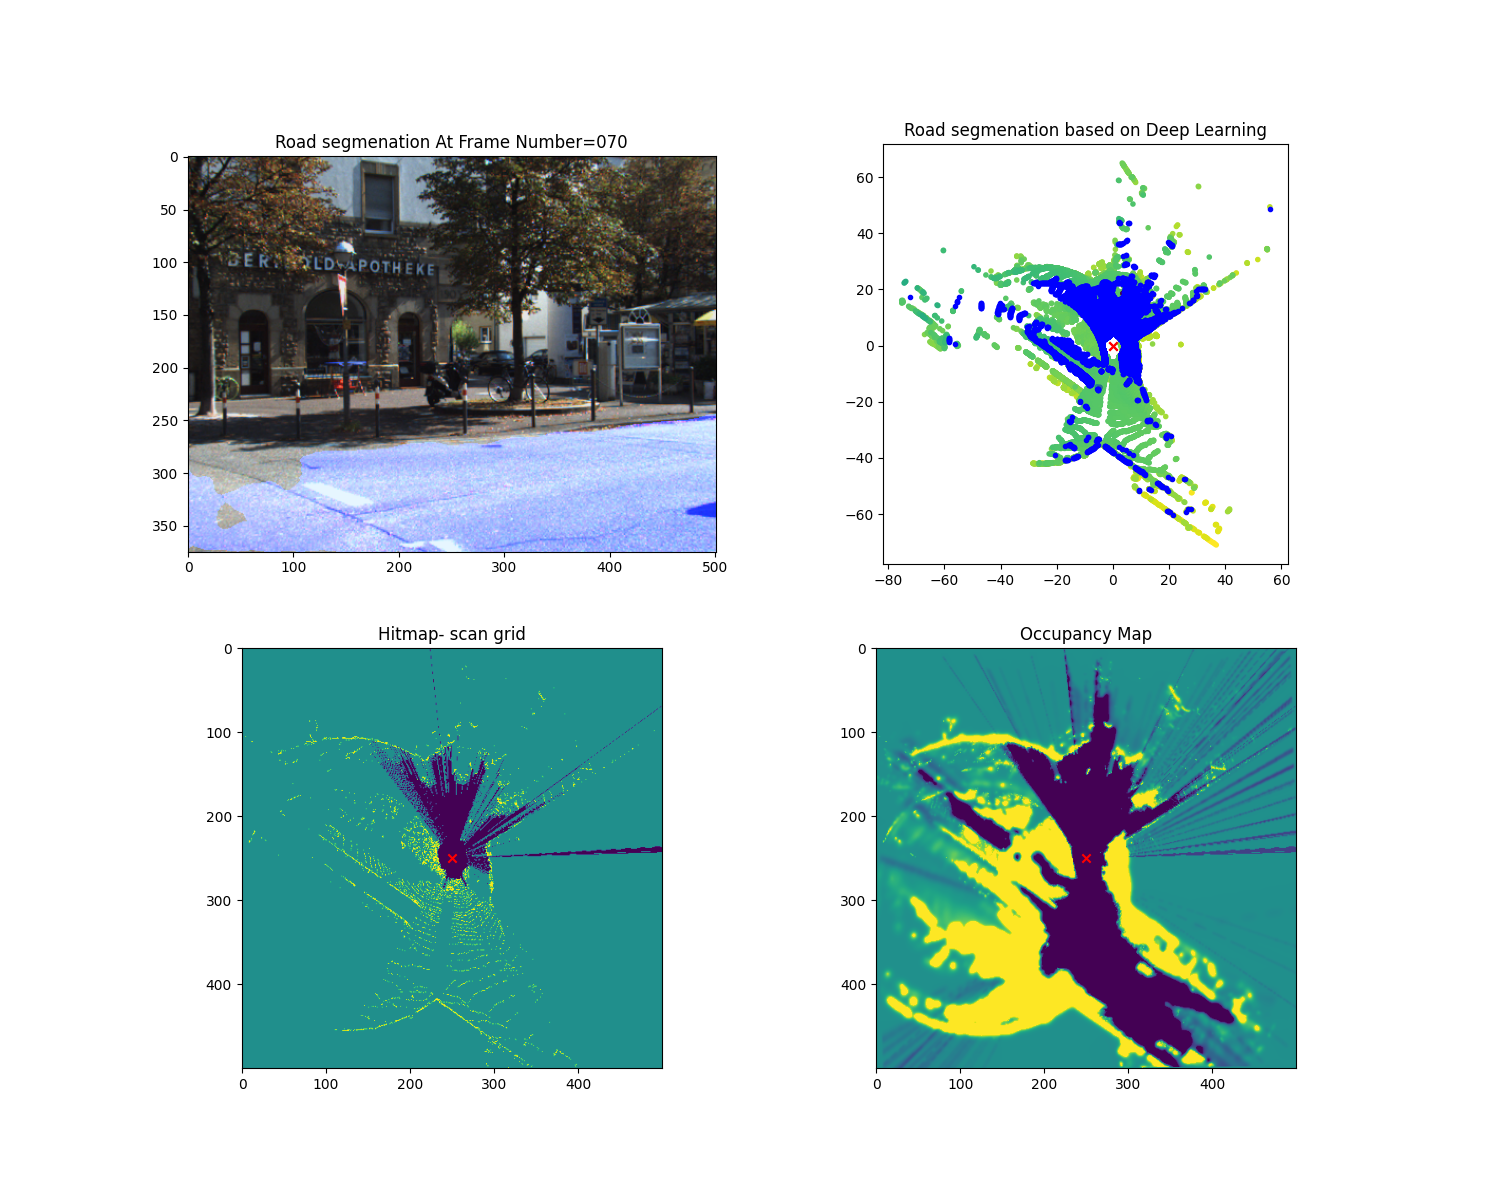 Road segmenation At Frame Number=070
0
50
100
150
200
250
300
350
0 100 200 300 400 500
APOTHEKE
Road segmenation based on Deep Learning
60
40
20
0
−20
−40
−60
−80 −60 −40 −20 0 20 40 60
Hitmap- scan grid
0
100
200
300
400
0 100 200 300 400
Occupancy Map
0
100
200
300
400
0 100 200 300 400